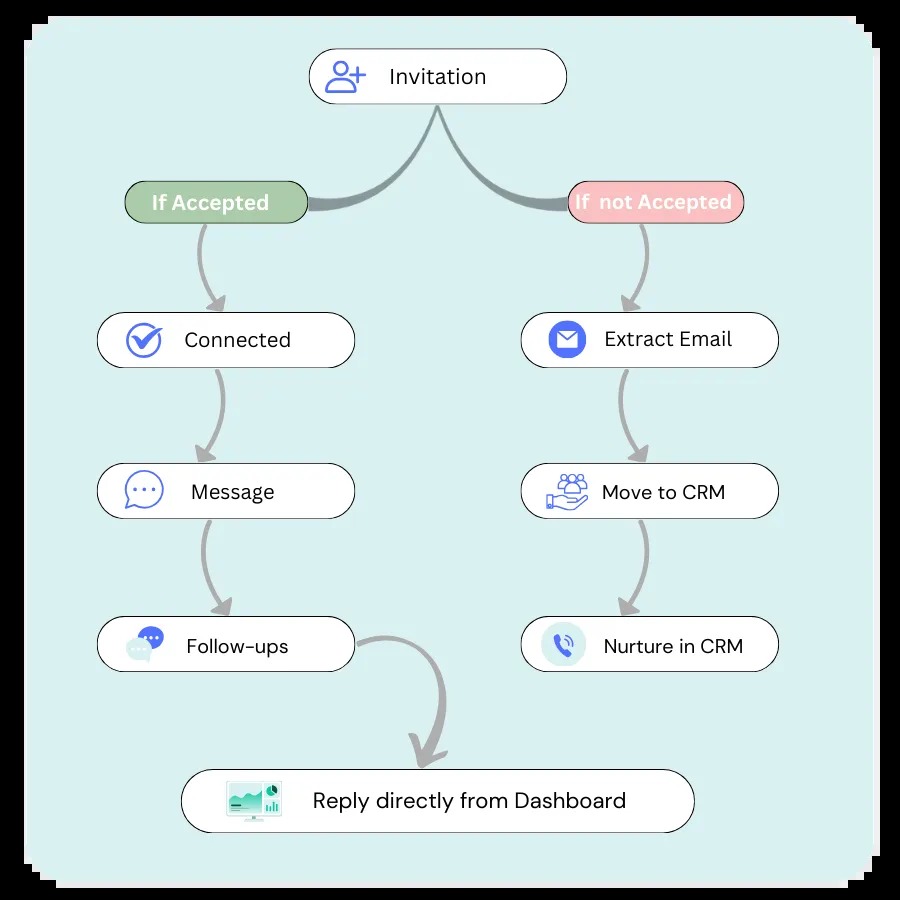 Invitation
If Accepted
If not Accepted
Connected
Extract Email
Message
Move to CRM
Follow-ups
Nurture in CRM
Reply directly from Dashboard